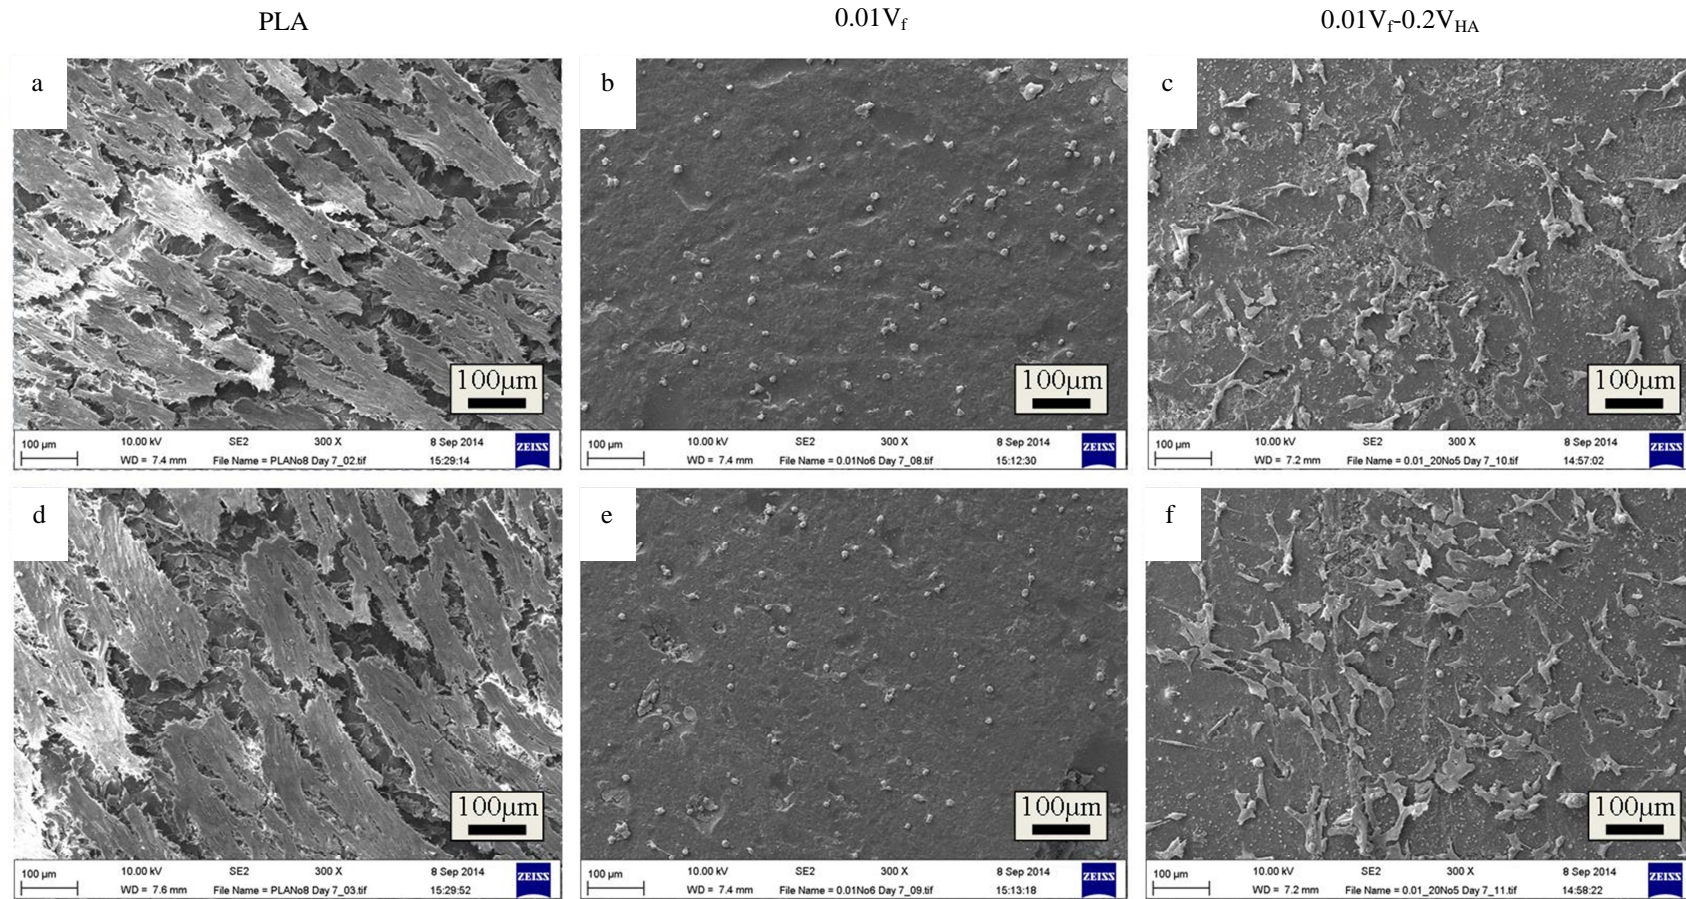 PLA
0.01Vf
0.01Vf-0.2VHA
a
100μm
100 μm
10.00 kV
SE2
300 X
8 Sep 2014
ZEISS
WD = 7.4 mm
File Name = PLANo8 Day 7_02.tif
15:29:14
b
100μm
100 μm
10.00 kV
SE2
300 X
8 Sep 2014
ZEISS
WD = 7.4 mm
File Name = 0.01No6 Day 7_08.tif
15:12:30
c
100μm
100 μm
10.00 kV
SE2
300 X
8 Sep 2014
ZEISS
WD = 7.2 mm
File Name = 0.01_20No5 Day 7_10.tif
14:57:02
d
100μm
100 μm
10.00 kV
SE2
300 X
8 Sep 2014
ZEISS
WD = 7.6 mm
File Name = PLANo8 Day 7_03.tif
15:29:52
e
100μm
100 μm
10.00 kV
SE2
300 X
8 Sep 2014
ZEISS
WD = 7.4 mm
File Name = 0.01No6 Day 7_09.tif
15:13:18
f
100μm
100 μm
10.00 kV
SE2
300 X
8 Sep 2014
ZEISS
WD = 7.2 mm
File Name = 0.01_20No5 Day 7_11.tif
14:58:22